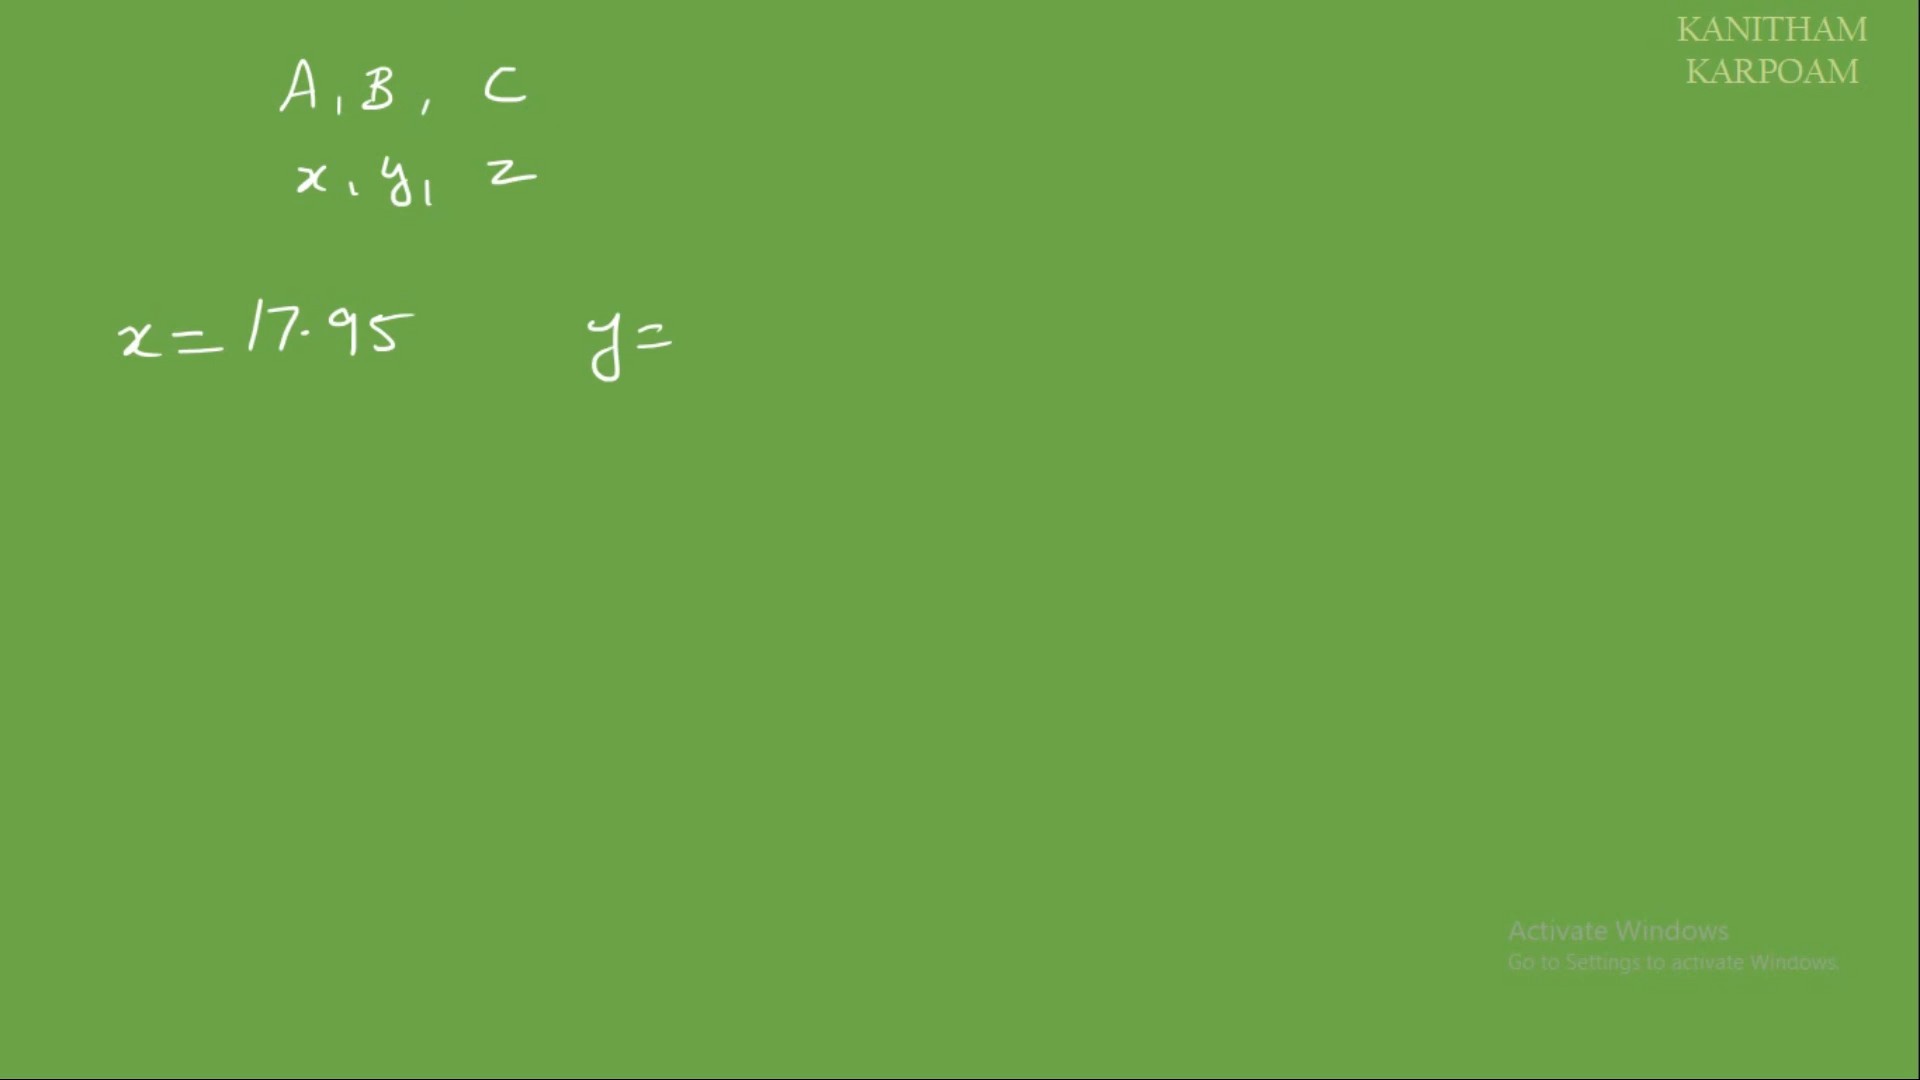 KANITHAM
KARPOAM
A, B, C
x, y, z
x = 17.95 y =
Activate Windows
Go to Settings to activate Windows.